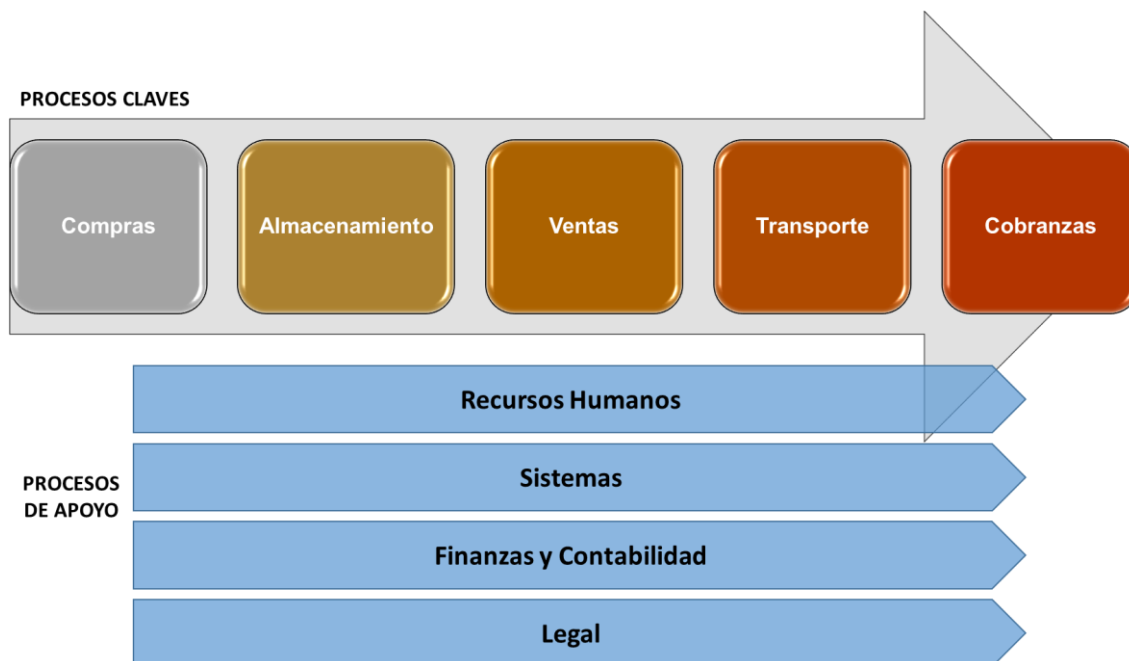 PROCESOS CLAVES
Compras
Almacenamiento
Ventas
Transporte
Cobranzas
Recursos Humanos
Sistemas
PROCESOS
DE APOYO
Finanzas y Contabilidad
Legal